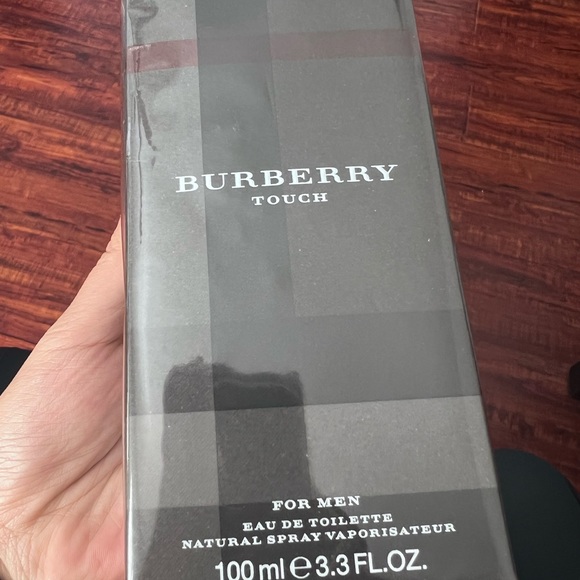 BURBERRY
TOUCH
FOR MEN
EAU DE TOILETTE
NATURAL SPRAY VAPORISATEUR
100 ml e 3.3 FL.OZ.